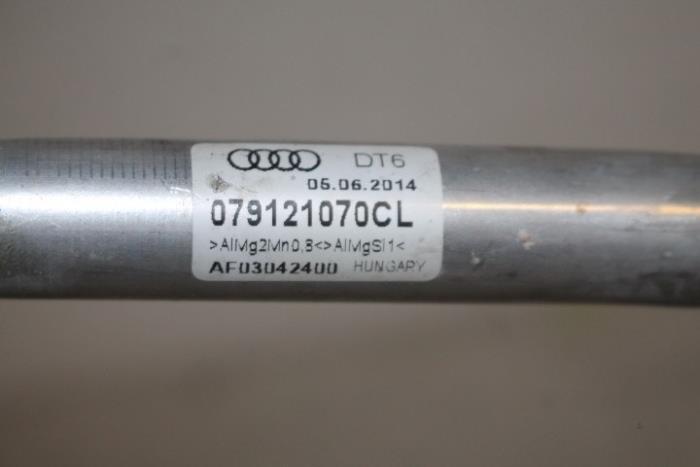 DT6
05.06.2014
079121070CL
>AlMg2Mn0,8<>AlMgSi1<
AF03042400 HUNGARY